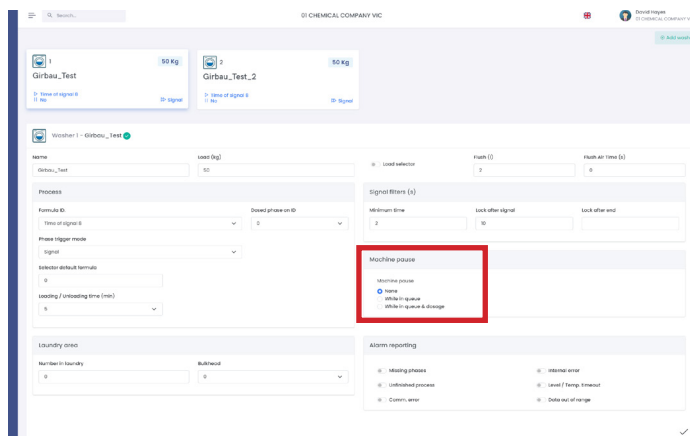 Search...
01 CHEMICAL COMPANY VIC
David Hayes
01 CHEMICAL COMPANY V
Add wash
1
50 Kg
Girbau_Test
Time of signal 8
No
Signal
2
50 Kg
Girbau_Test_2
Time of signal 8
No
Signal
Washer 1 - Girbau_Test
Name
Load (kg)
Load selector
Flush (l)
Flush Air Time (s)
Girbau_Test
50
2
0
Process
Signal filters (s)
Formula ID:
Dosed phase on ID
Minimum time
Lock after signal
Lock after end
Time of signal 8
0
2
10
Phase trigger mode
Signal
Selector default formula
0
Loading / Unloading time (min)
5
Machine pause
Machine pause
None
While in queue
While in queue & dosage
Laundry area
Alarm reporting
Number in laundry
Bulkhead
0
0
Missing phases
Internal error
Unfinished process
Level / Temp. timeout
Comm. error
Data out of range